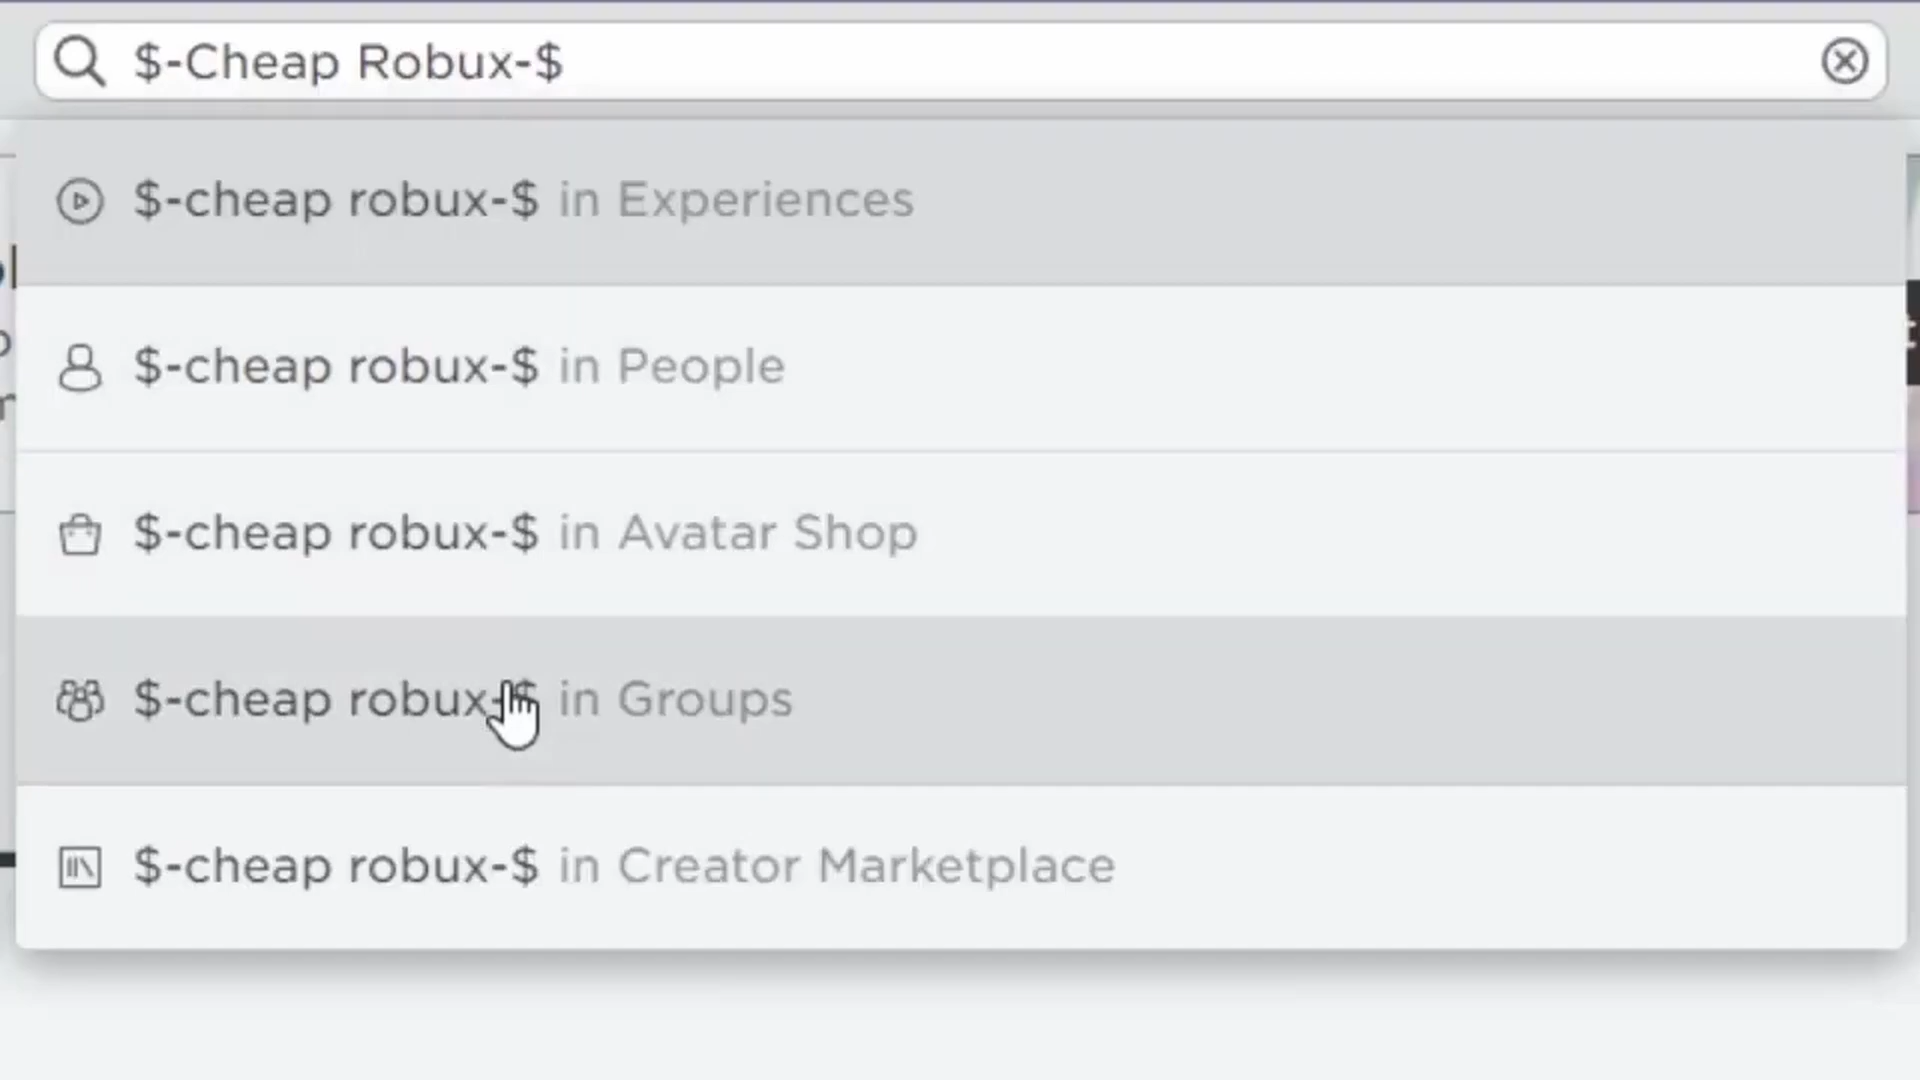 $-Cheap Robux-$
$-cheap robux-$ in Experiences
$-cheap robux-$ in People
$-cheap robux-$ in Avatar Shop
$-cheap robux-$ in Groups
$-cheap robux-$ in Creator Marketplace